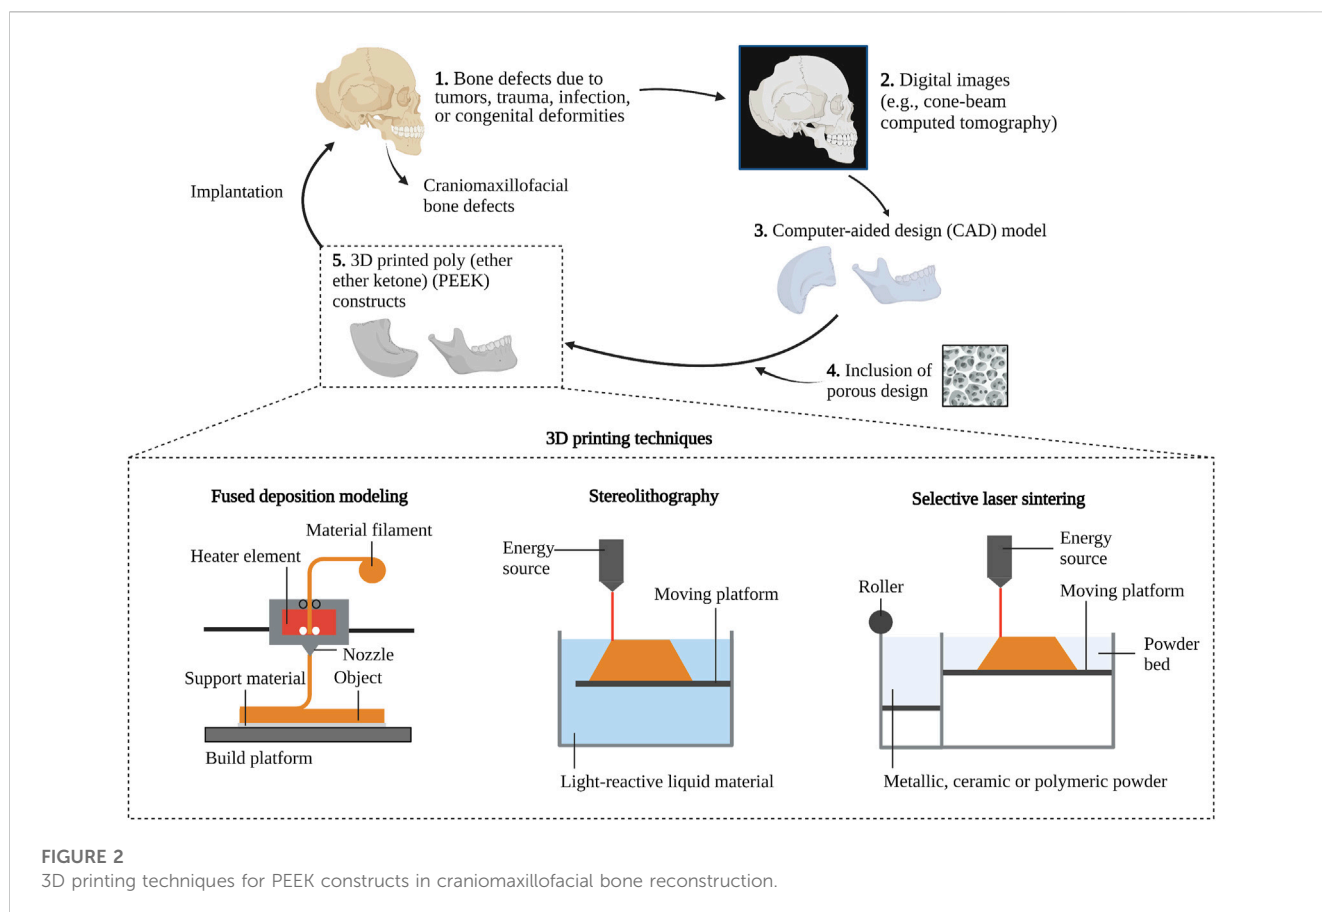 1. Bone defects due to
tumors, trauma, infection,
or congenital deformities
2. Digital images
(e.g., cone-beam
computed tomography)
Implantation
Craniomaxillofacial
bone defects
3. Computer-aided design (CAD) model
5. 3D printed poly (ether
ether ketone) (PEEK)
constructs
4. Inclusion of
porous design
3D printing techniques
Fused deposition modeling
Material filament
Heater element
Nozzle
Support material
Object
Build platform
Stereolithography
Energy
source
Moving platform
Light-reactive liquid material
Selective laser sintering
Energy
source
Roller
Moving platform
Powder
bed
Metallic, ceramic or polymeric powder
FIGURE 2
3D printing techniques for PEEK constructs in craniomaxillofacial bone reconstruction.